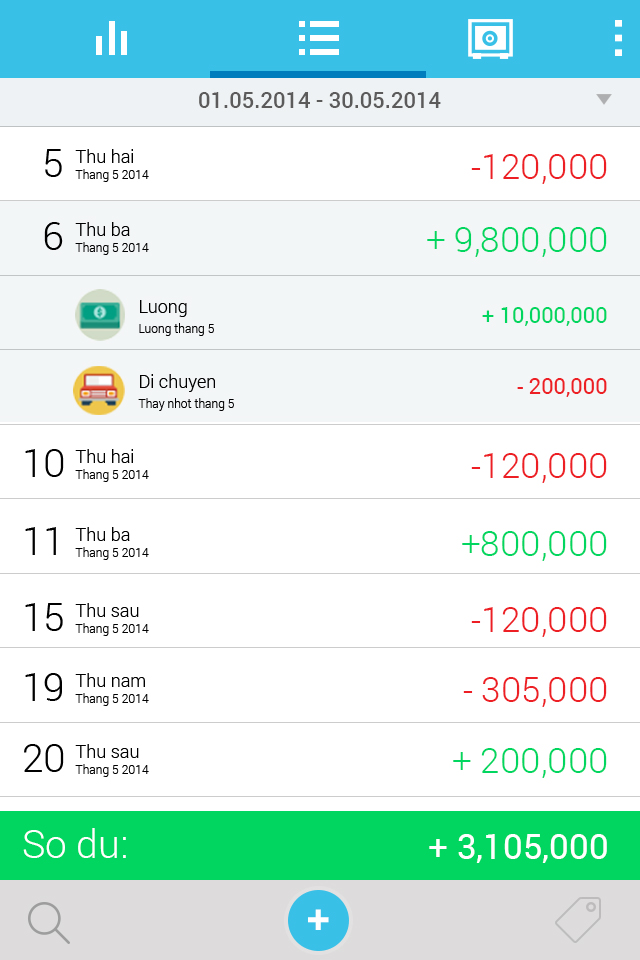 01.05.2014 - 30.05.2014
5 Thu hai -120,000
Thang 5 2014
6 Thu ba + 9,800,000
Thang 5 2014
Luong + 10,000,000
Luong thang 5
Di chuyen - 200,000
Thay nhot thang 5
10 Thu hai -120,000
Thang 5 2014
11 Thu ba +800,000
Thang 5 2014
15 Thu sau -120,000
Thang 5 2014
19 Thu nam - 305,000
Thang 5 2014
20 Thu sau + 200,000
Thang 5 2014
So du: + 3,105,000